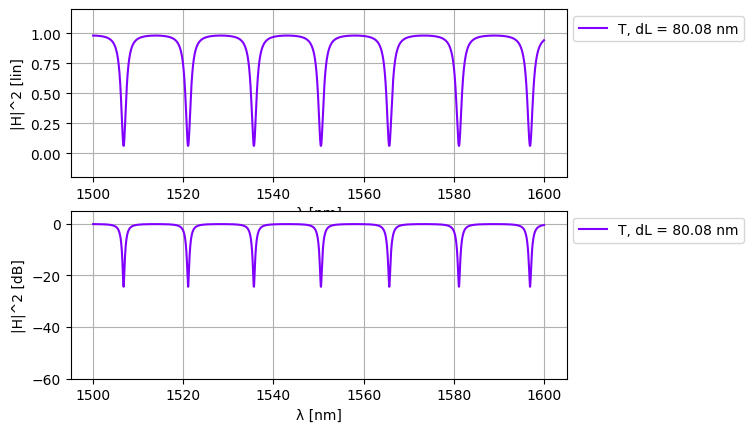 1.00
0.75
0.50
0.25
0.00
|H|^2 [lin]
T, dL = 80.08 nm
1500 1520 1540 1560 1580 1600
λ [nm]
0
−20
−40
−60
|H|^2 [dB]
T, dL = 80.08 nm
1500 1520 1540 1560 1580 1600
λ [nm]